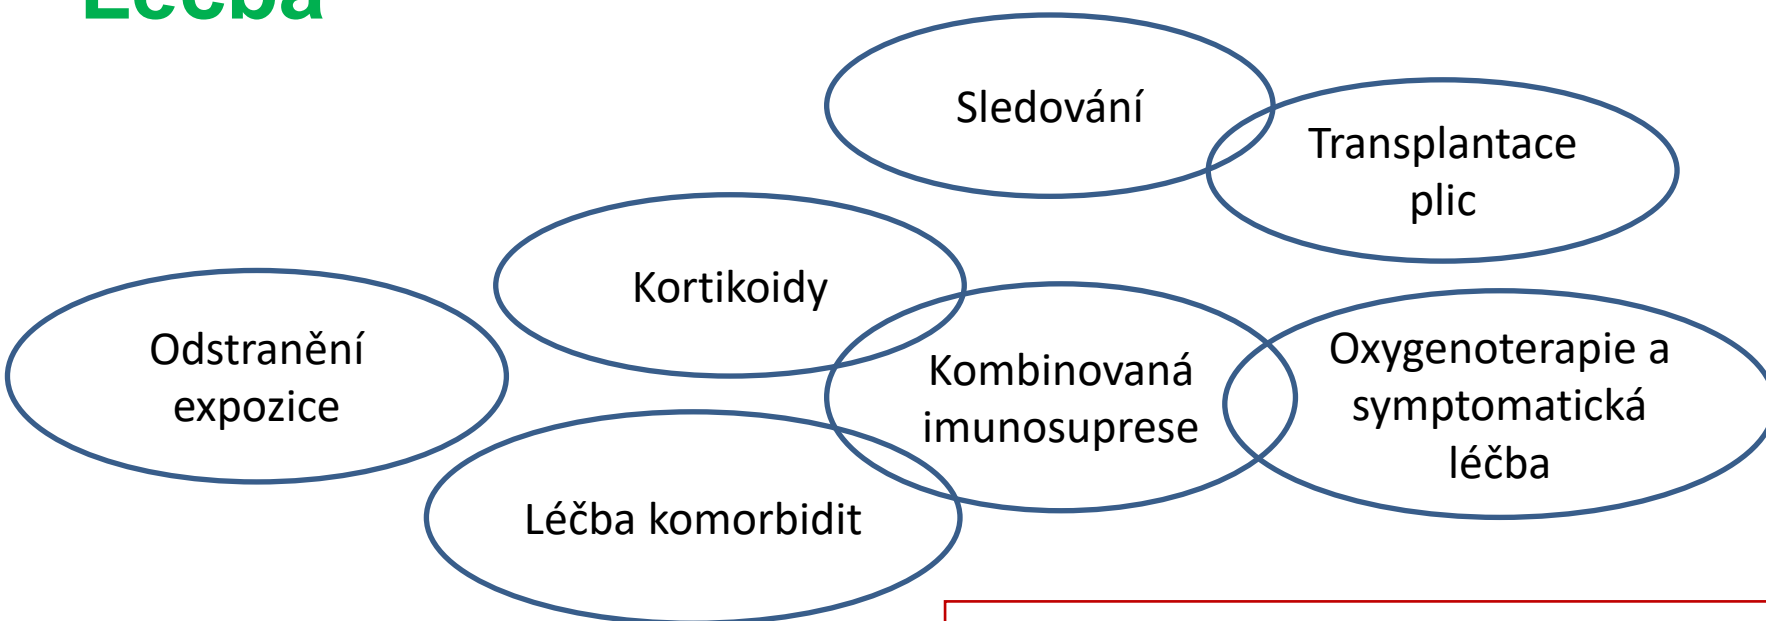 Léčba
Sledování
Transplantace
plic
Kortikoidy
Odstranění
expozice
Kombinovaná
imunosuprese
Oxygenoterapie a
symptomatická
léčba
Léčba komorbidit